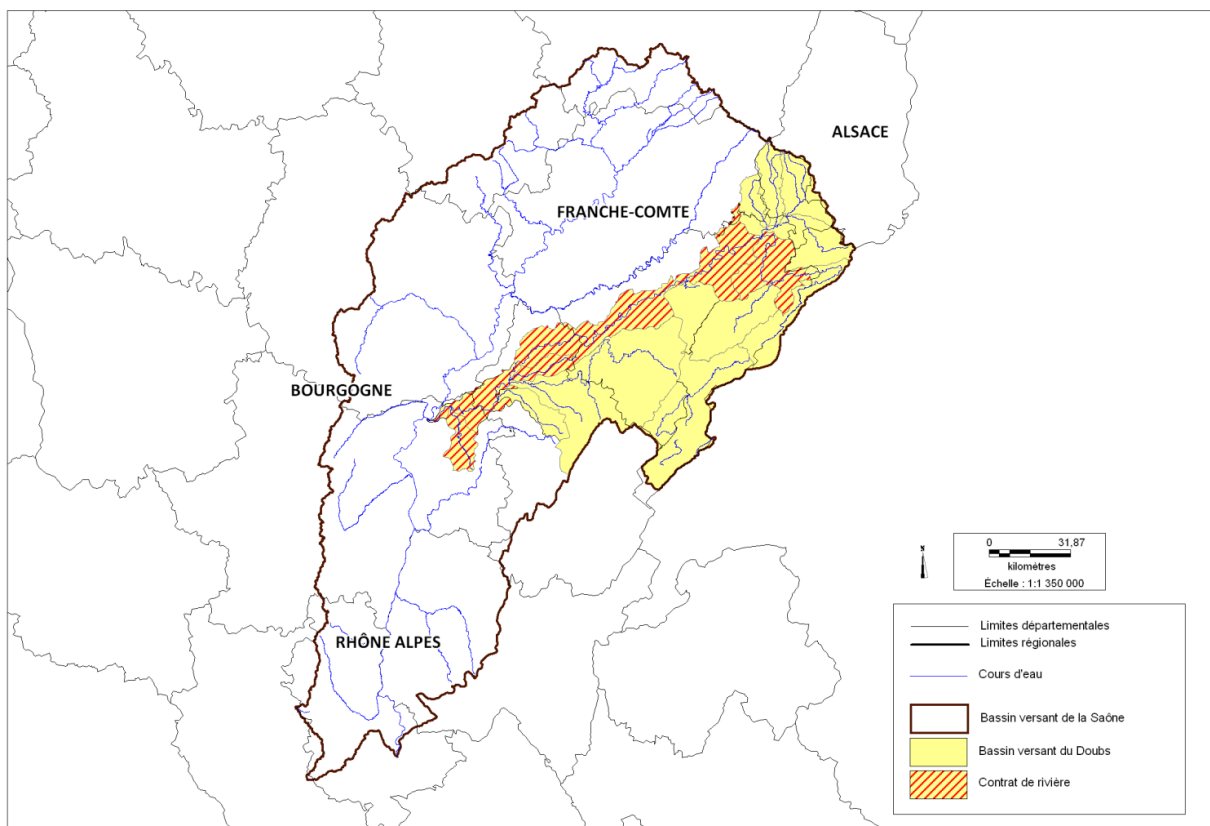 ALSACE
FRANCHE-COMTE
BOURGOGNE
RHÔNE ALPES
N
0 31,87
kilomètres
Échelle : 1:1 350 000
Limites départementales
Limites régionales
Cours d'eau
Bassin versant de la Saône
Bassin versant du Doubs
Contrat de rivière